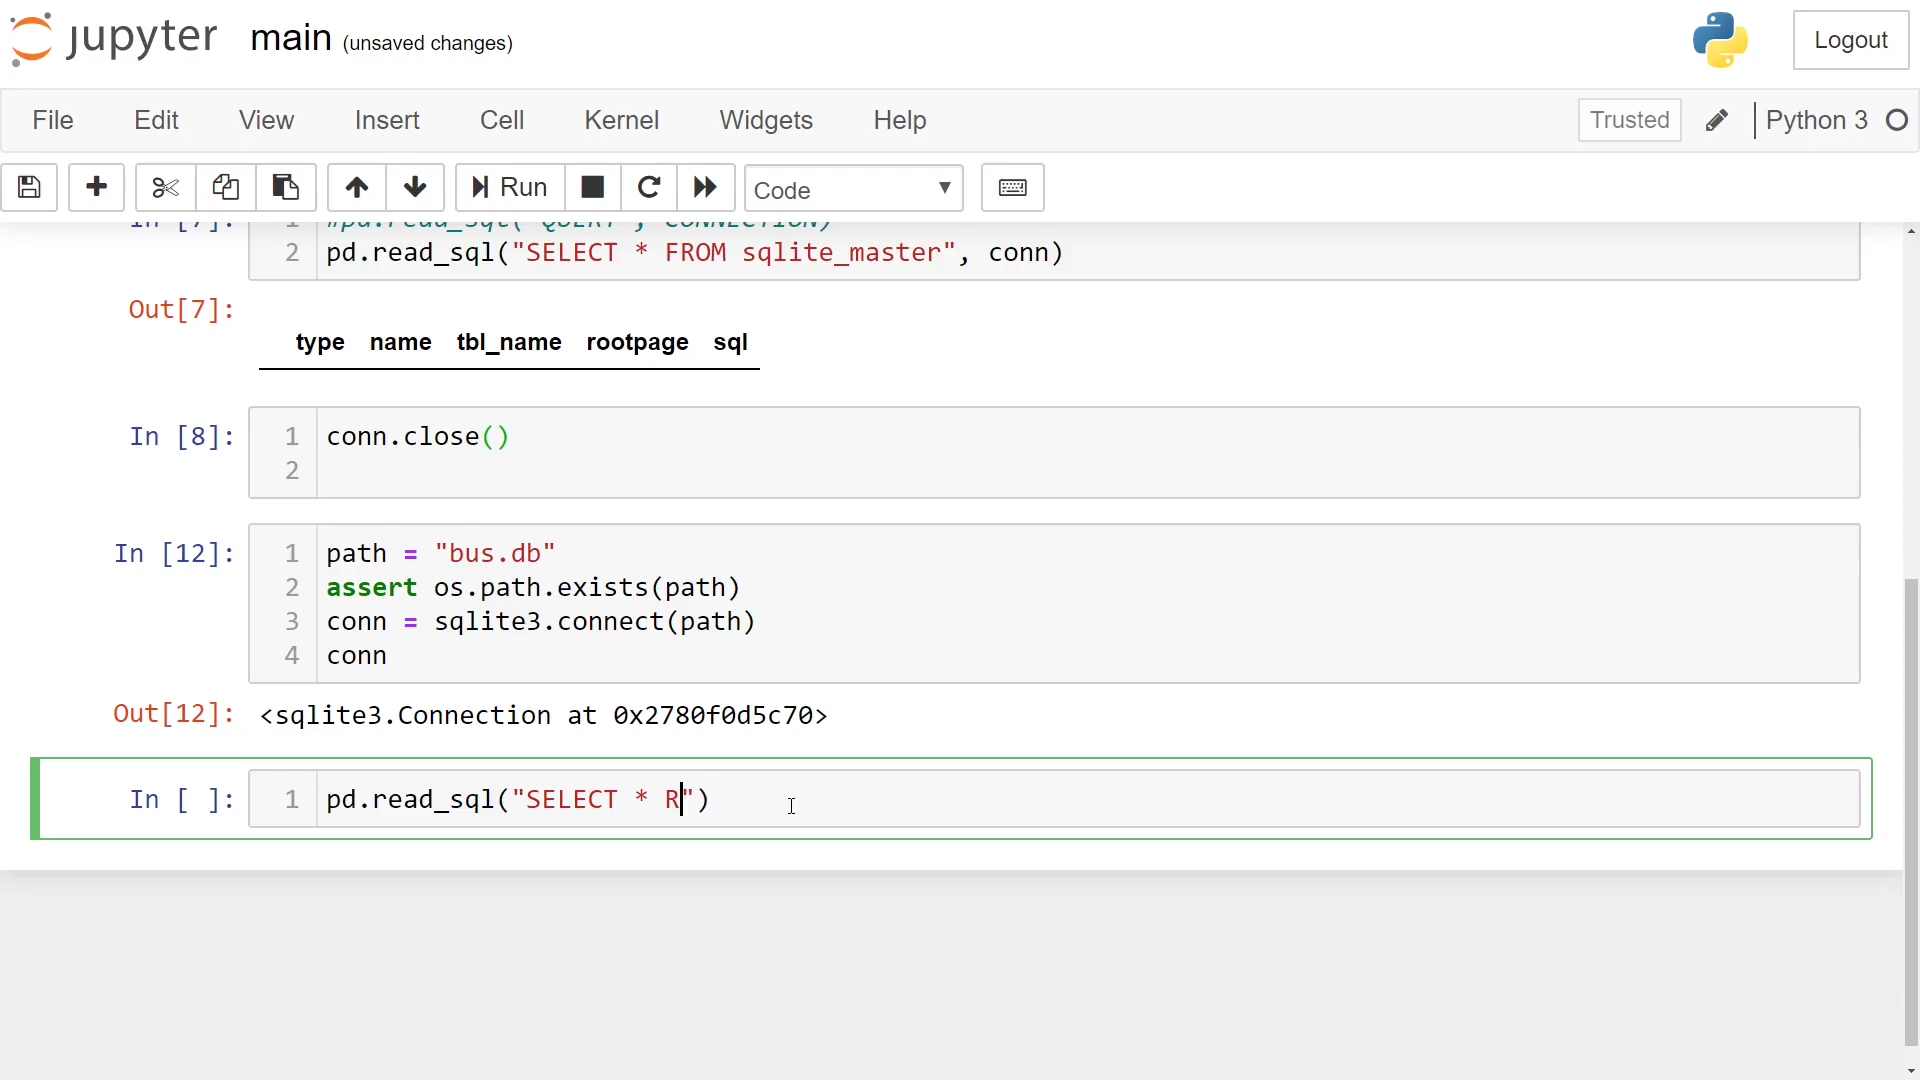 jupyter main (unsaved changes) Logout
File Edit View Insert Cell Kernel Widgets Help Trusted Python 3
Run Code
In [7]: 1 #pd.read_sql("QUERY", CONNECTION)
2 pd.read_sql("SELECT * FROM sqlite_master", conn)
Out[7]:
type name tbl_name rootpage sql
In [8]: 1 conn.close()
2
In [12]: 1 path = "bus.db"
2 assert os.path.exists(path)
3 conn = sqlite3.connect(path)
4 conn
Out[12]: <sqlite3.Connection at 0x2780f0d5c70>
In [ ]: 1 pd.read_sql("SELECT * R")